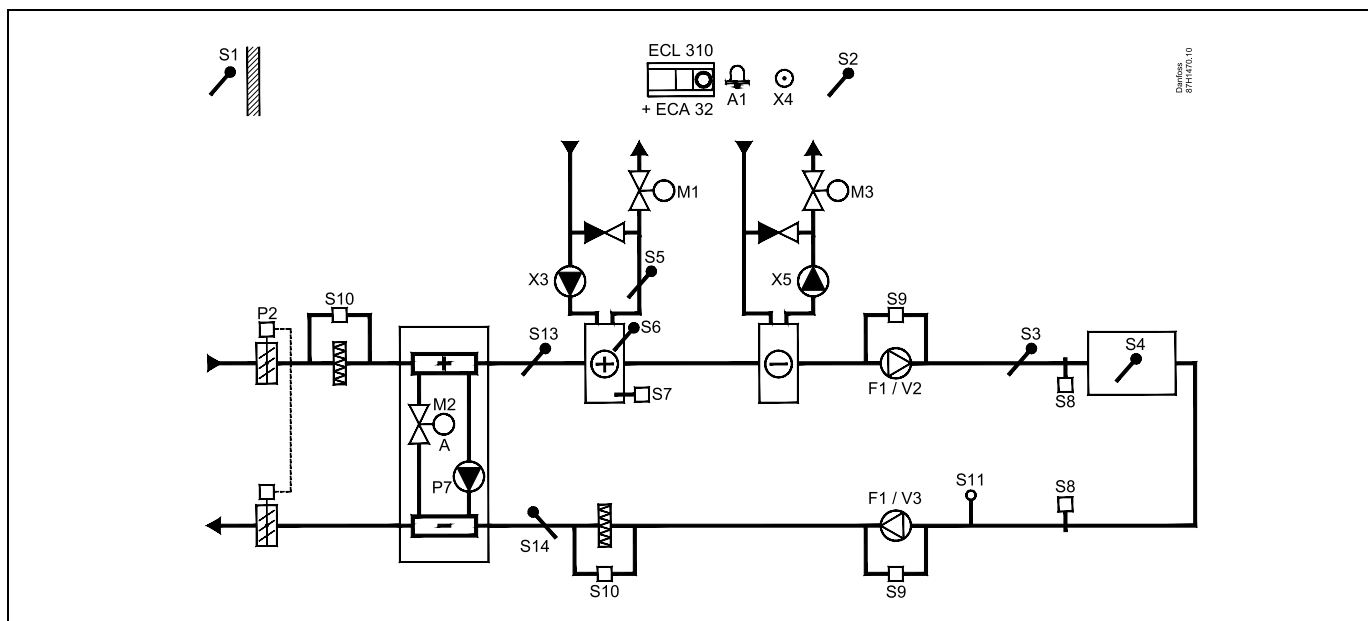 S1
ECL 310
+ ECA 32
A1
X4
S2
Danfoss
87H1470.10
M1
M3
S5
X3
X5
S10
P2
S13
S6
S9
S3
S4
S7
F1 / V2
S8
M2
A
P7
S11
F1 / V3
S8
S14
S10
S9